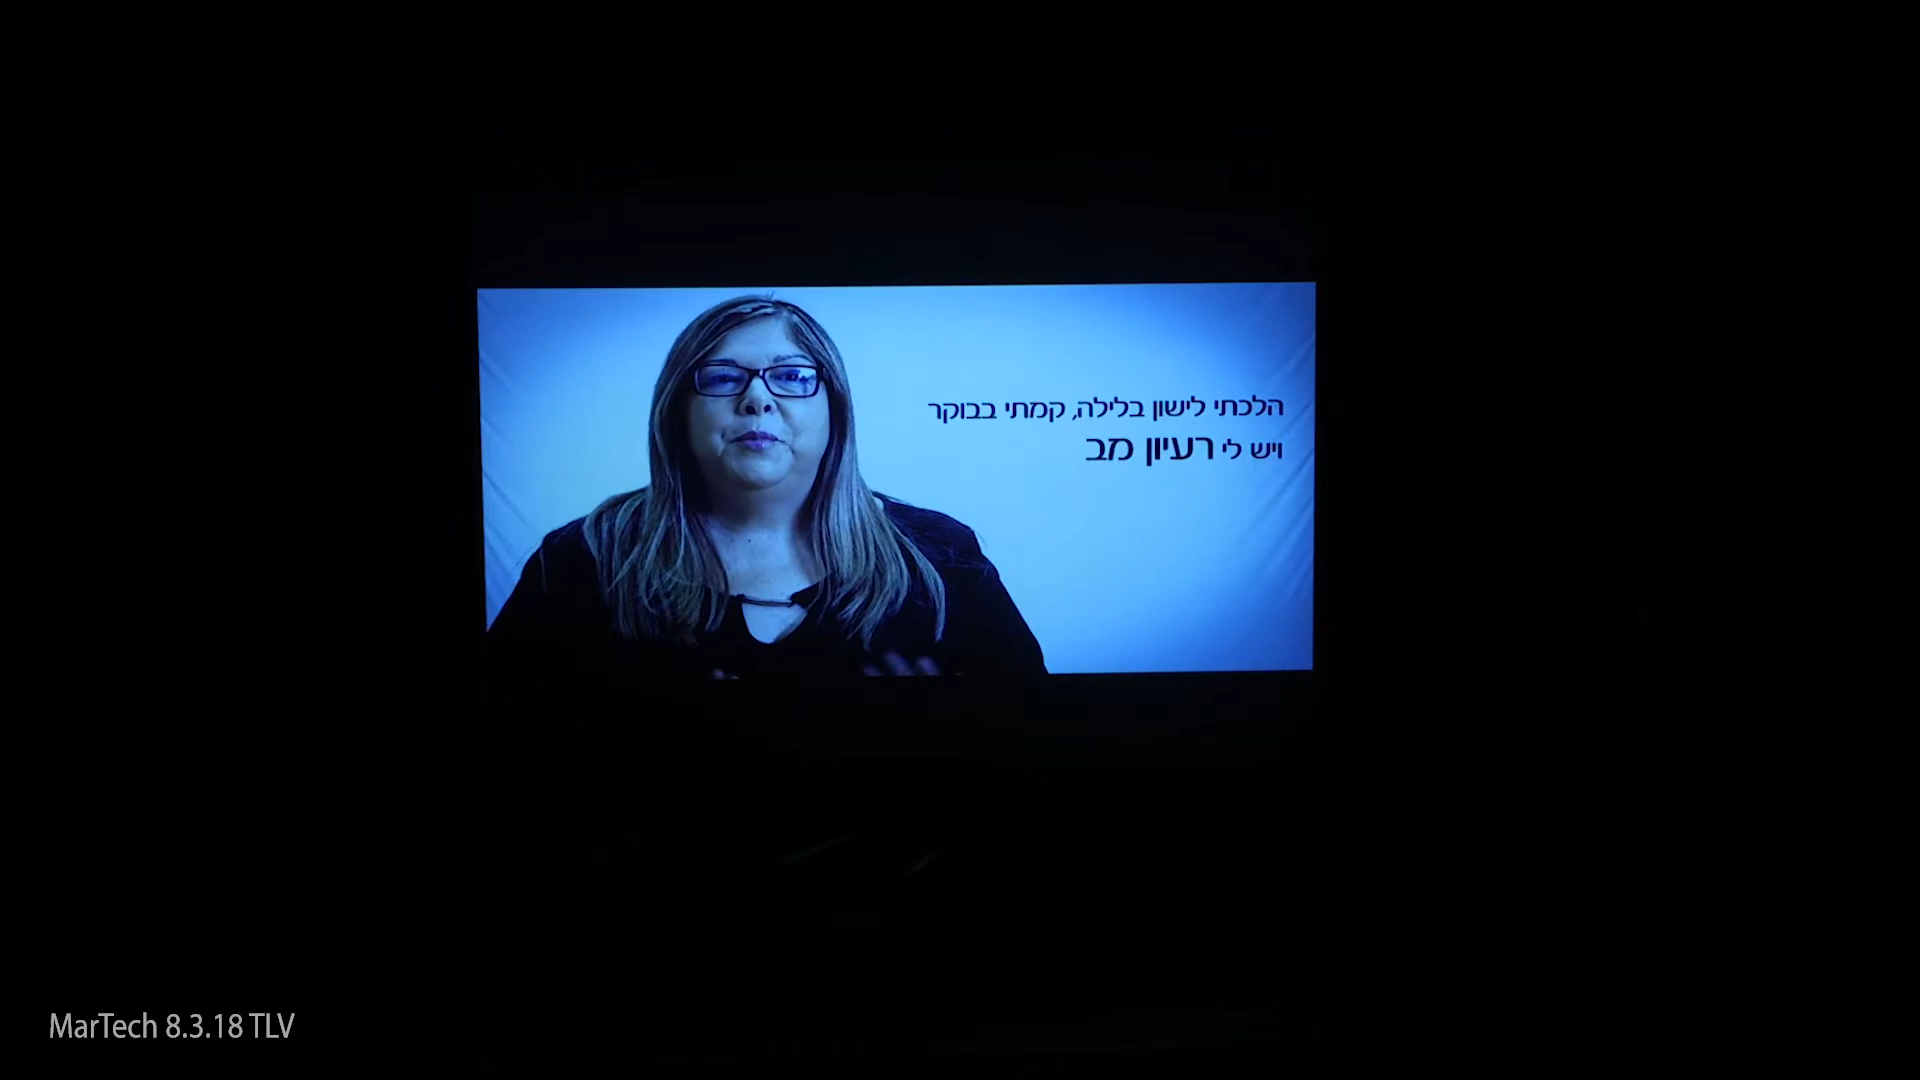 הלכתי לישון בלילה, קמתי בבוקר
ויש לי רעיון מב
MarTech 8.3.18 TLV